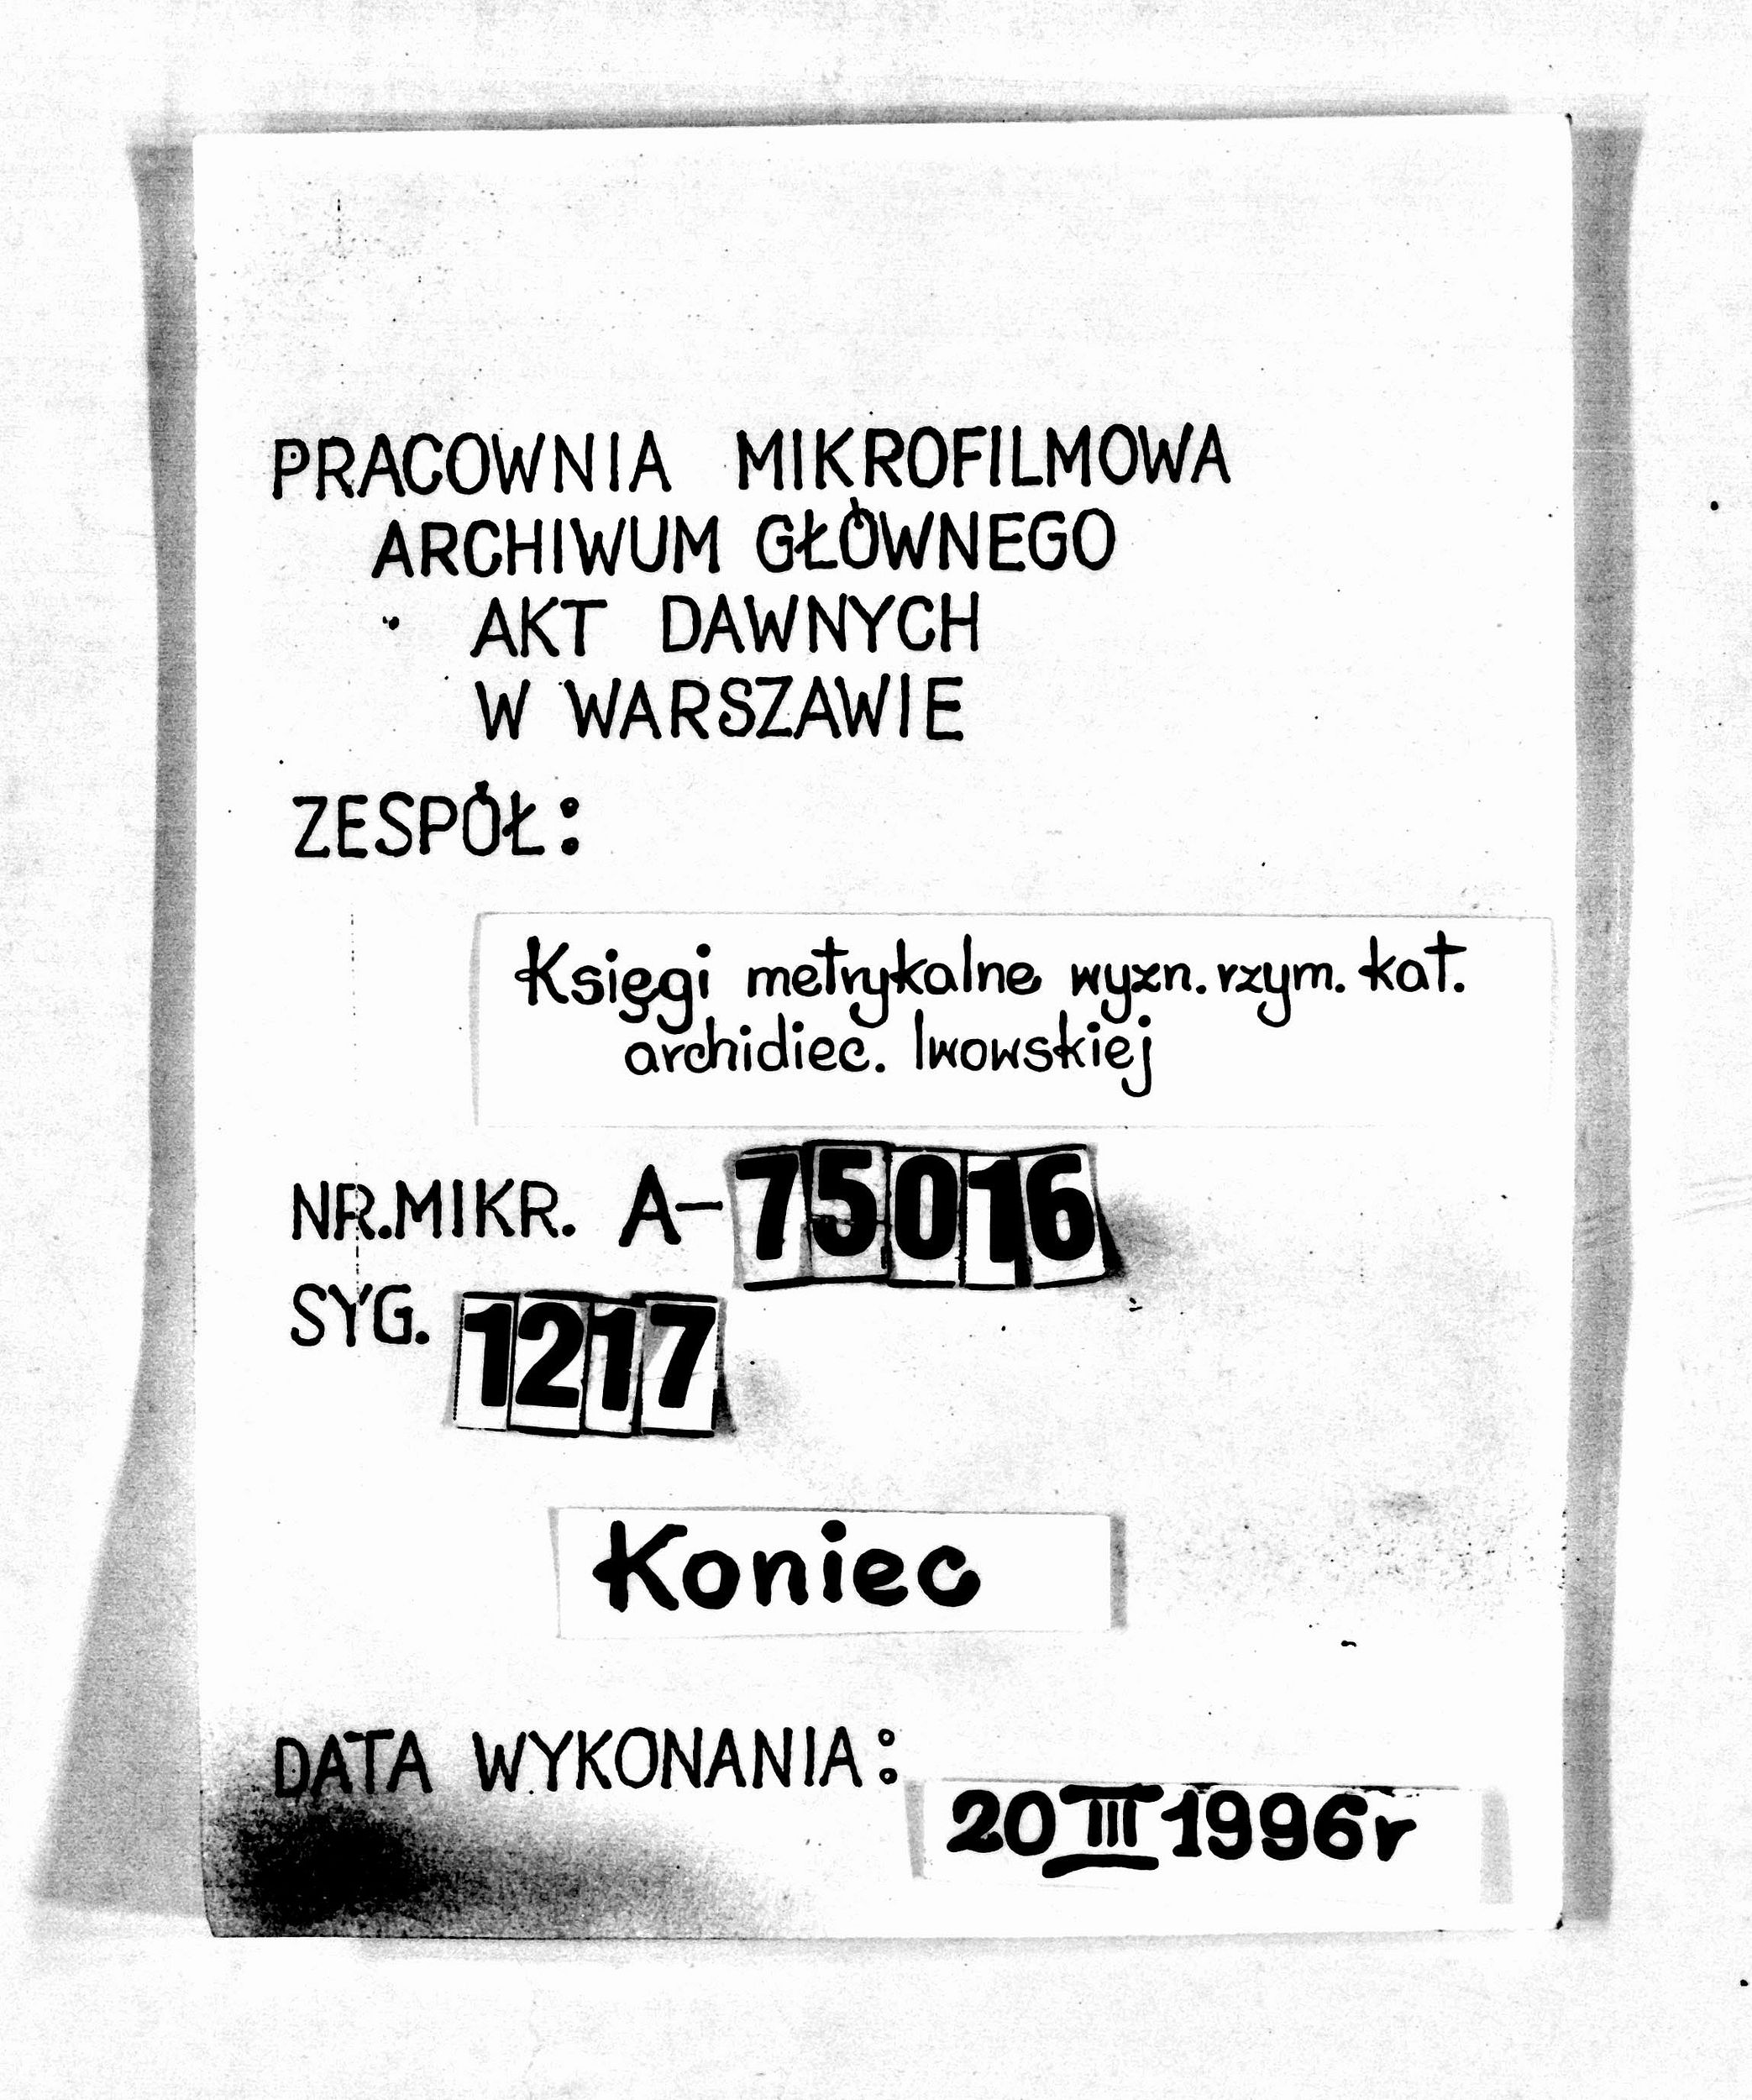 PRACOWNIA MIKROFILMOWA
ARCHIWUM GŁÓWNEGO
AKT DAWNYCH
W WARSZAWIE
ZESPÓŁ:
Księgi metrykalne wyzn. rzym. kat.
archidiec. lwowskiej
NR.MIKR. A-75016
SYG. 1217
Koniec
DATA WYKONANIA:
20 III 1996r